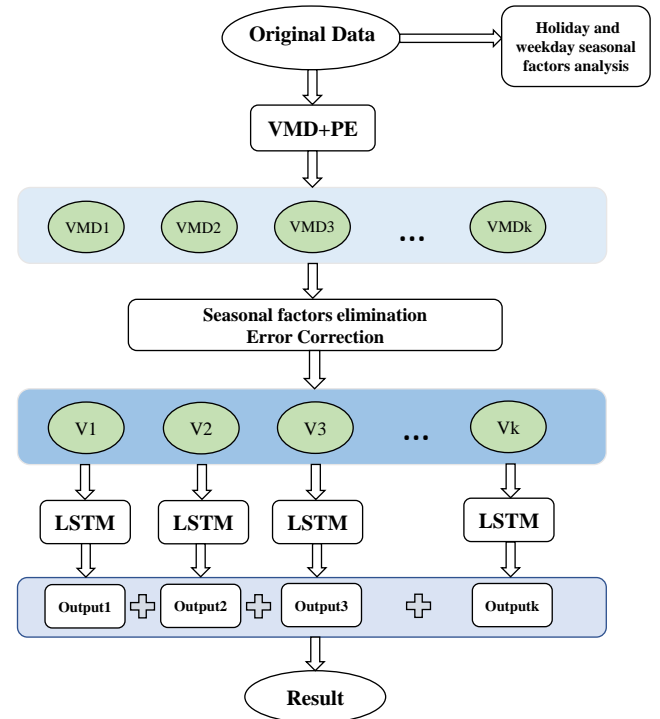 Original Data
Holiday and
weekday seasonal
factors analysis
VMD+PE
VMD1 VMD2 VMD3 ... VMDk
Seasonal factors elimination
Error Correction
V1 V2 V3 ... Vk
LSTM LSTM LSTM LSTM
Output1 Output2 Output3 Outputk
Result